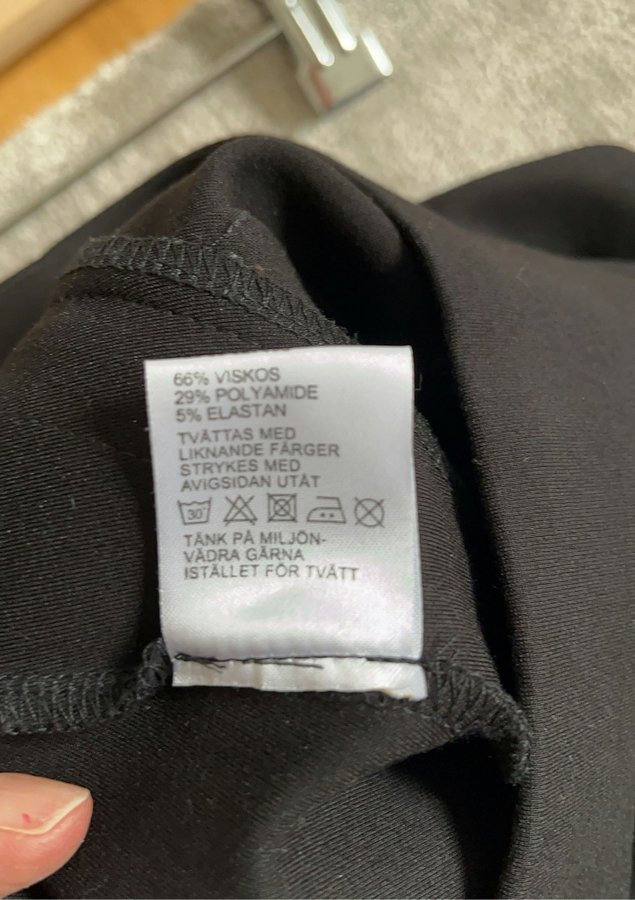 66% VISKOS
29% POLYAMIDE
5% ELASTAN
TVÄTTAS MED
LIKNANDE FÄRGER
STRYKES MED
AVIGSIDAN UTÅT
30°
TÄNK PÅ MILJÖN-
VÄDRA GÄRNA
ISTÄLLET FÖR TVÄTT